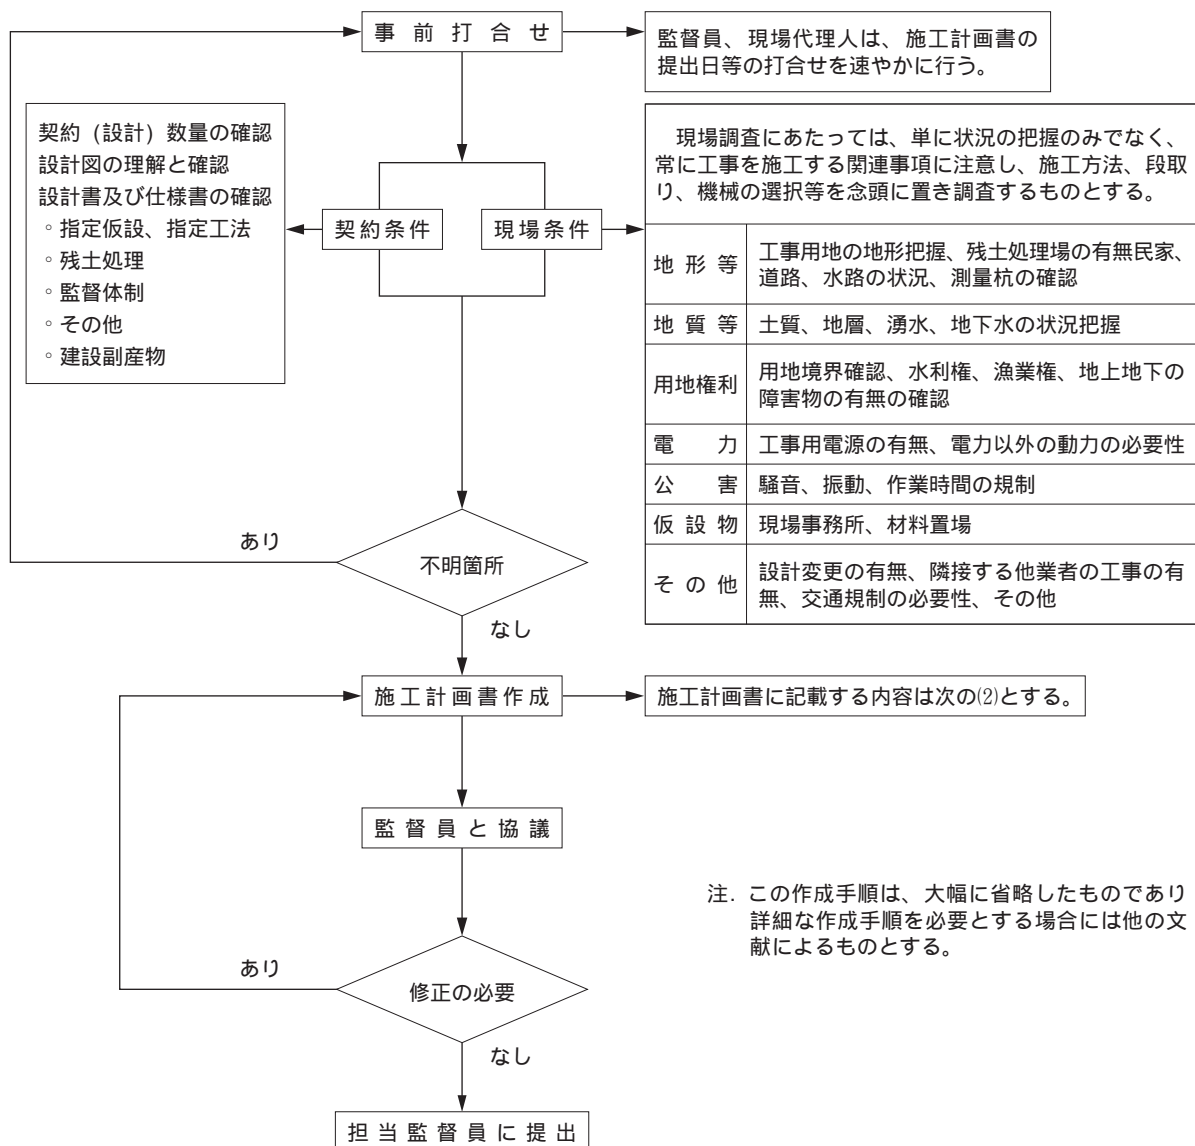 事前打合せ
監督員、現場代理人は、施工計画書の
提出日等の打合せを速やかに行う。
契約（設計）数量の確認
設計図の理解と確認
設計書及び仕様書の確認
◦指定仮設、指定工法
◦残土処理
◦監督体制
◦その他
◦建設副産物
契約条件
現場条件
現場調査にあたっては、単に状況の把握のみでなく、
常に工事を施工する関連事項に注意し、施工方法、段取
り、機械の選択等を念頭に置き調査するものとする。
地形等
工事用地の地形把握、残土処理場の有無民家、
道路、水路の状況、測量杭の確認
地質等
土質、地層、湧水、地下水の状況把握
用地権利
用地境界確認、水利権、漁業権、地上地下の
障害物の有無の確認
電力
工事用電源の有無、電力以外の動力の必要性
公害
騒音、振動、作業時間の規制
仮設物
現場事務所、材料置場
その他
設計変更の有無、隣接する他業者の工事の有
無、交通規制の必要性、その他
あり
不明箇所
なし
施工計画書作成
施工計画書に記載する内容は次の⑵とする。
監督員と協議
注．この作成手順は、大幅に省略したものであり
詳細な作成手順を必要とする場合には他の文
献によるものとする。
あり
修正の必要
なし
担当監督員に提出